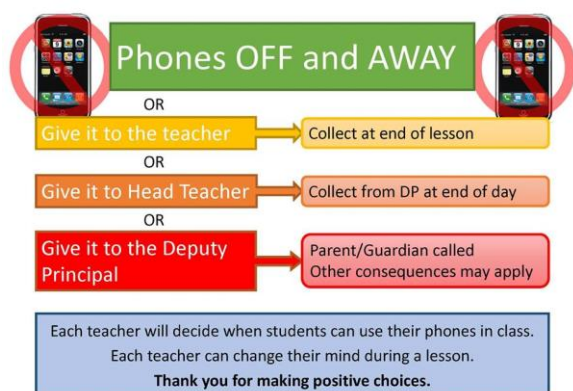 Phones OFF and AWAY
OR
Give it to the teacher
Collect at end of lesson
OR
Give it to Head Teacher
Collect from DP at end of day
OR
Give it to the Deputy
Principal
Parent/Guardian called
Other consequences may apply
Each teacher will decide when students can use their phones in class.
Each teacher can change their mind during a lesson.
Thank you for making positive choices.